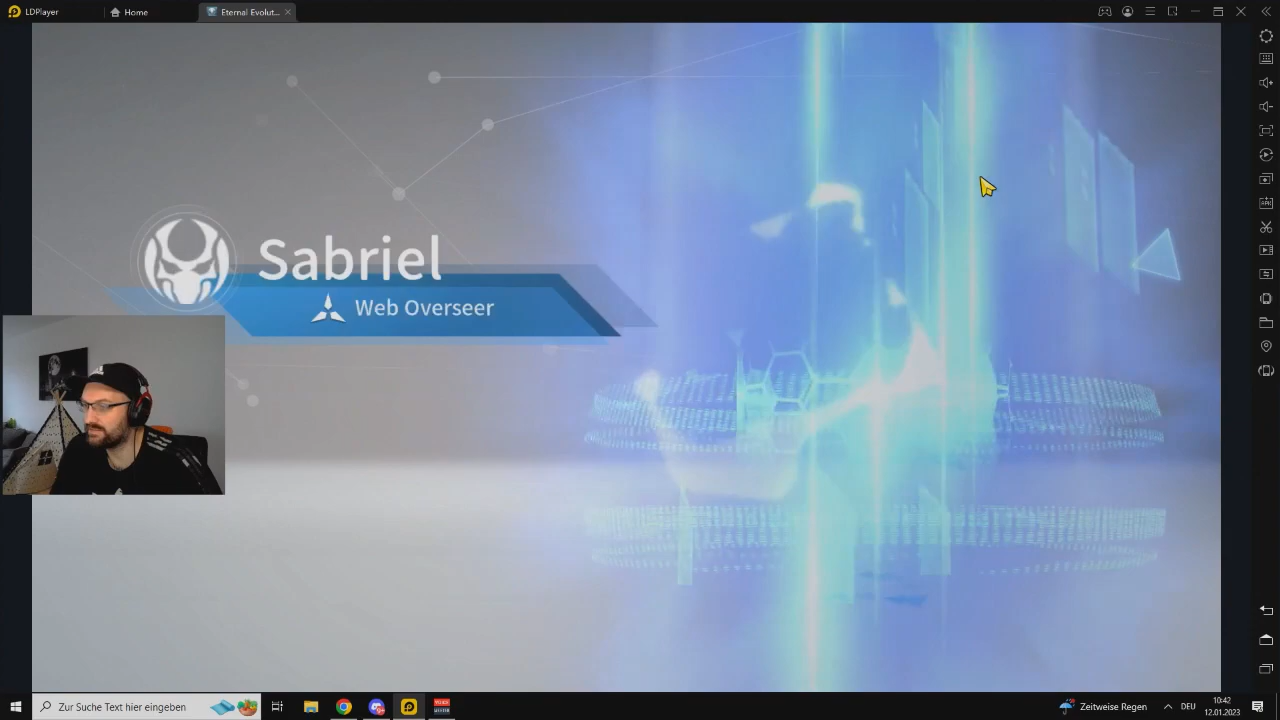 LDPlayer
Home
Eternal Evolut...
Sabriel
Web Overseer
Zur Suche Text hier eingeben
Zeitweise Regen
DEU
10:42
12.01.2023